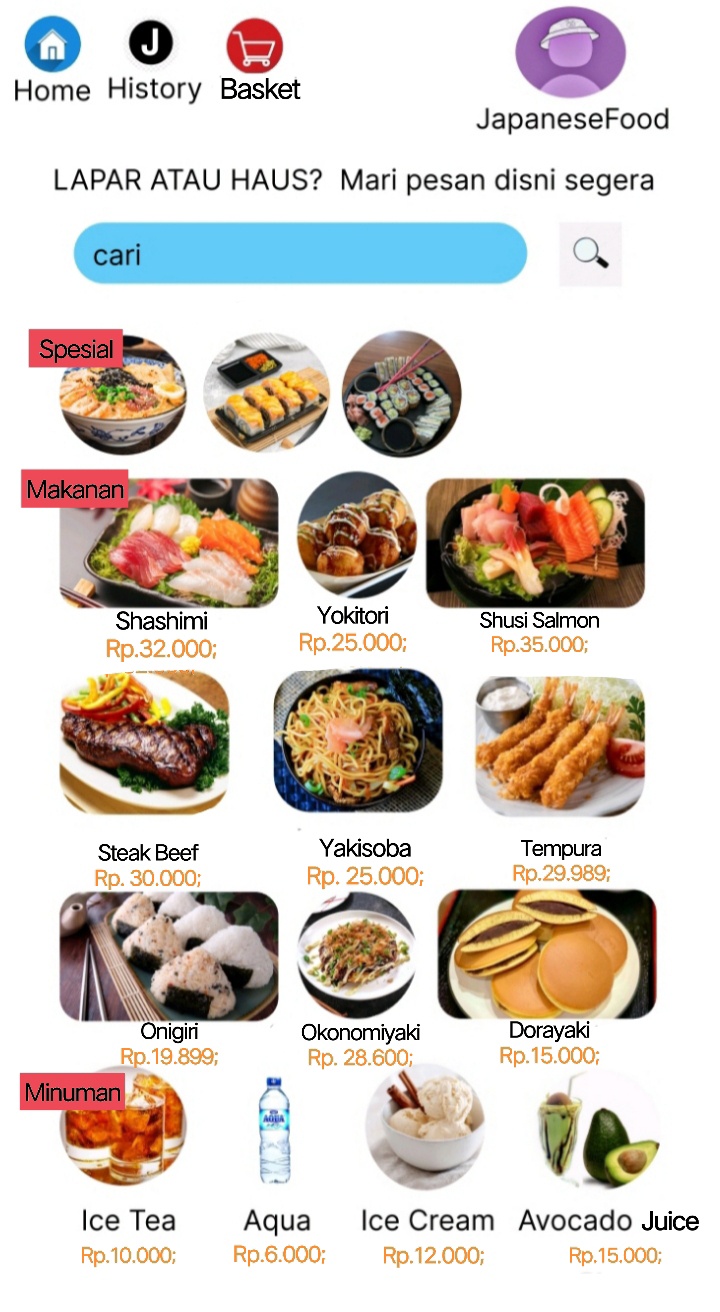 J
Home History Basket
JapaneseFood
LAPAR ATAU HAUS? Mari pesan disni segera
cari
Spesial
Makanan
Shashimi Yokitori Shusi Salmon
Rp.32.000; Rp.25.000; Rp.35.000;
Steak Beef Yakisoba Tempura
Rp. 30.000; Rp. 25.000; Rp.29.989;
Onigiri Okonomiyaki Dorayaki
Rp.19.899; Rp. 28.600; Rp.15.000;
Minuman
AQUA
Ice Tea Aqua Ice Cream Avocado Juice
Rp.10.000; Rp.6.000; Rp.12.000; Rp.15.000;